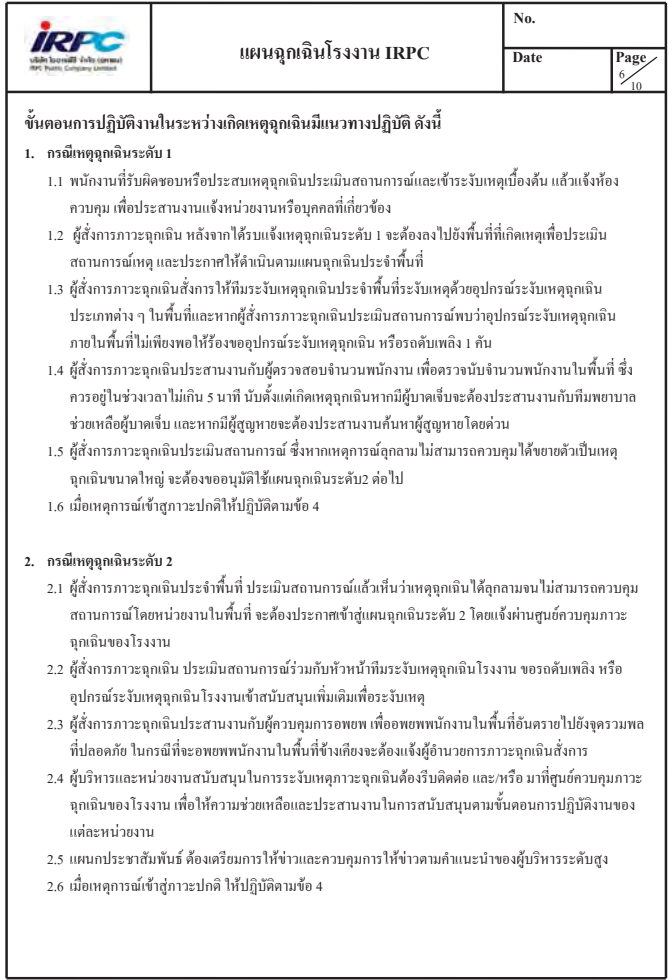 No.
iRPC
บริษัท ไออาร์พีซี จำกัด (มหาชน)
IRPC Public Company Limited
แผนฉุกเฉินโรงงาน IRPC
Date
Page
6/10
ขั้นตอนการปฏิบัติงานในระหว่างเกิดเหตุฉุกเฉินมีแนวทางปฏิบัติ ดังนี้
1. กรณีเหตุฉุกเฉินระดับ 1
1.1 พนักงานที่รับผิดชอบหรือประสบเหตุฉุกเฉินประเมินสถานการณ์และเข้าระงับเหตุเบื้องต้น แล้วแจ้งห้อง
ควบคุม เพื่อประสานงานแจ้งหน่วยงานหรือบุคคลที่เกี่ยวข้อง
1.2 ผู้สั่งการภาวะฉุกเฉิน หลังจากได้รบแจ้งเหตุฉุกเฉินระดับ 1 จะต้องลงไปยังพื้นที่ที่เกิดเหตุเพื่อประเมิน
สถานการณ์เหตุ และประกาศให้ดำเนินตามแผนฉุกเฉินประจำพื้นที่
1.3 ผู้สั่งการภาวะฉุกเฉินสั่งการให้ทีมระงับเหตุฉุกเฉินประจำพื้นที่ระงับเหตุด้วยอุปกรณ์ระงับเหตุฉุกเฉิน
ประเภทต่าง ๆ ในพื้นที่และหากผู้สั่งการภาวะฉุกเฉินประเมินสถานการณ์พบว่าอุปกรณ์ระงับเหตุฉุกเฉิน
ภายในพื้นที่ไม่เพียงพอให้ร้องขออุปกรณ์ระงับเหตุฉุกเฉิน หรือรถดับเพลิง 1 คัน
1.4 ผู้สั่งการภาวะฉุกเฉินประสานงานกับผู้ตรวจสอบจำนวนพนักงาน เพื่อตรวจนับจำนวนพนักงานในพื้นที่ ซึ่ง
ควรอยู่ในช่วงเวลาไม่เกิน 5 นาที นับตั้งแต่เกิดเหตุฉุกเฉินหากมีผู้บาดเจ็บจะต้องประสานงานกับทีมพยาบาล
ช่วยเหลือผู้บาดเจ็บ และหากมีผู้สูญหายจะต้องประสานงานค้นหาผู้สูญหายโดยด่วน
1.5 ผู้สั่งการภาวะฉุกเฉินประเมินสถานการณ์ ซึ่งหากเหตุการณ์ลุกลามไม่สามารถควบคุมได้ขยายตัวเป็นเหตุ
ฉุกเฉินขนาดใหญ่ จะต้องขออนุมัติใช้แผนฉุกเฉินระดับ2 ต่อไป
1.6 เมื่อเหตุการณ์เข้าสู่ภาวะปกติให้ปฏิบัติตามข้อ 4
2. กรณีเหตุฉุกเฉินระดับ 2
2.1 ผู้สั่งการภาวะฉุกเฉินประจำพื้นที่ ประเมินสถานการณ์แล้วเห็นว่าเหตุฉุกเฉินได้ลุกลามจนไม่สามารถควบคุม
สถานการณ์โดยหน่วยงานในพื้นที่ จะต้องประกาศเข้าสู่แผนฉุกเฉินระดับ 2 โดยแจ้งผ่านศูนย์ควบคุมภาวะ
ฉุกเฉินของโรงงาน
2.2 ผู้สั่งการภาวะฉุกเฉิน ประเมินสถานการณ์ร่วมกับหัวหน้าทีมระงับเหตุฉุกเฉินโรงงาน ขอรถดับเพลิง หรือ
อุปกรณ์ระงับเหตุฉุกเฉินโรงงานเข้าสนับสนุนเพิ่มเติมเพื่อระงับเหตุ
2.3 ผู้สั่งการภาวะฉุกเฉินประสานงานกับผู้ควบคุมการอพยพ เพื่ออพยพพนักงานในพื้นที่อันตรายไปยังจุดรวมพล
ที่ปลอดภัย ในกรณีที่จะอพยพพนักงานในพื้นที่ข้างเคียงจะต้องแจ้งผู้อำนวยการภาวะฉุกเฉินสั่งการ
2.4 ผู้บริหารและหน่วยงานสนับสนุนในการระงับเหตุภาวะฉุกเฉินต้องรีบติดต่อ และ/หรือ มาที่ศูนย์ควบคุมภาวะ
ฉุกเฉินของโรงงาน เพื่อให้ความช่วยเหลือและประสานงานในการสนับสนุนตามขั้นตอนการปฏิบัติงานของ
แต่ละหน่วยงาน
2.5 แผนกประชาสัมพันธ์ ต้องเตรียมการให้ข่าวและควบคุมการให้ข่าวตามคำแนะนำของผู้บริหารระดับสูง
2.6 เมื่อเหตุการณ์เข้าสู่ภาวะปกติ ให้ปฏิบัติตามข้อ 4